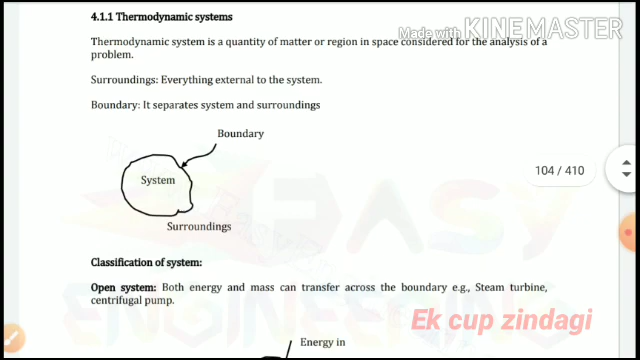 4.1.1 Thermodynamic systems
Made with KINEMASTER
Thermodynamic system is a quantity of matter or region in space considered for the analysis of a
problem.
Surroundings: Everything external to the system.
Boundary: It separates system and surroundings
Boundary
104 / 410
System
Surroundings
EASY
ENGINEERING
Classification of system:
Open system: Both energy and mass can transfer across the boundary e.g., Steam turbine,
centrifugal pump.
Ek cup zindagi
Energy in